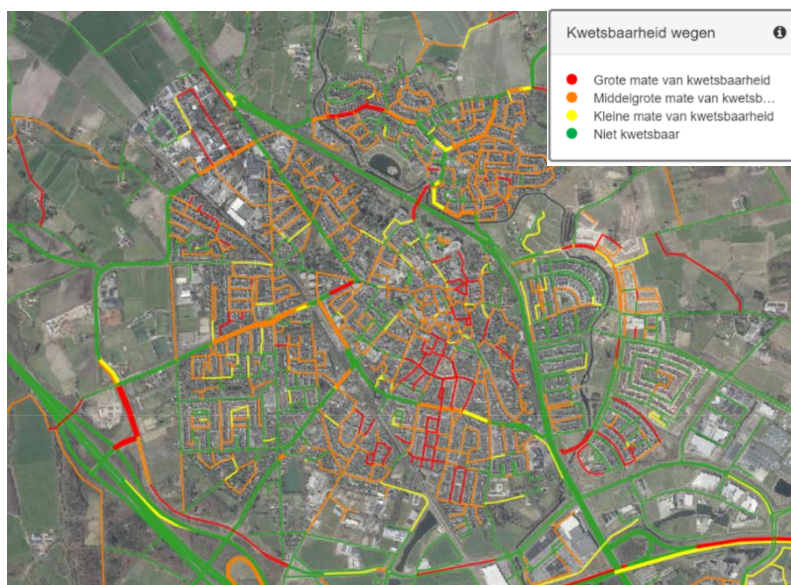 Kwetsbaarheid wegen
Grote mate van kwetsbaarheid
Middelgrote mate van kwetsb...
Kleine mate van kwetsbaarheid
Niet kwetsbaar